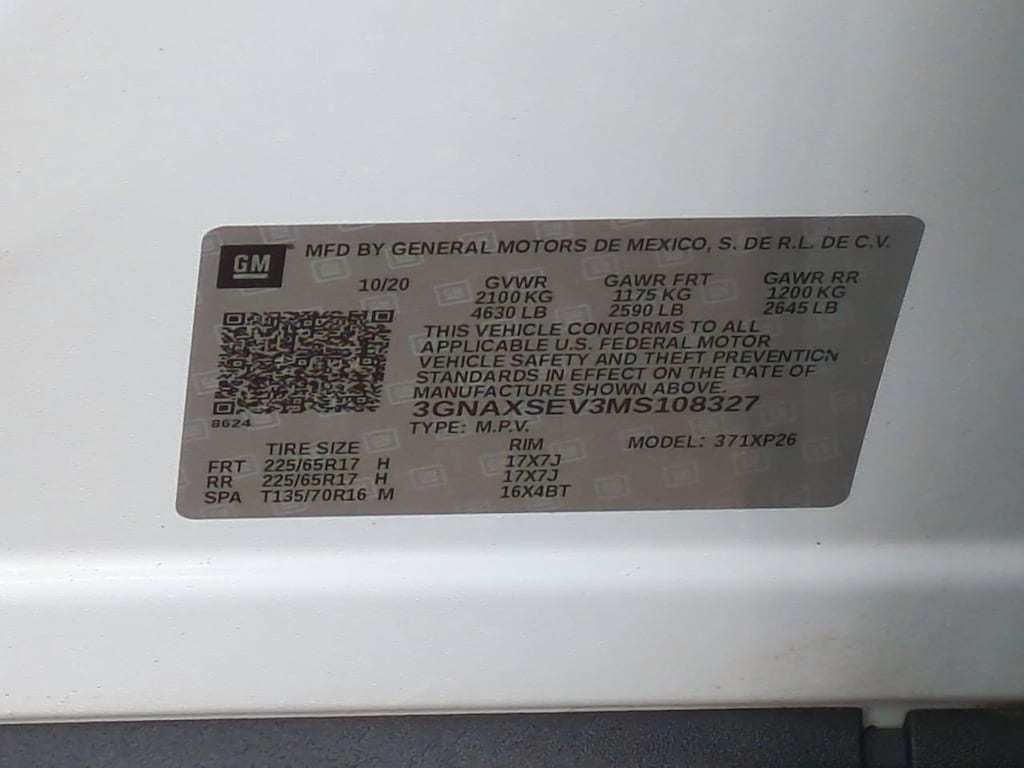 GM MFD BY GENERAL MOTORS DE MEXICO, S. DE R.L. DE C.V.
10/20 GVWR GAWR FRT GAWR RR
2100 KG 1175 KG 1200 KG
4630 LB 2590 LB 2645 LB
THIS VEHICLE CONFORMS TO ALL
APPLICABLE U.S. FEDERAL MOTOR
VEHICLE SAFETY AND THEFT PREVENTION
STANDARDS IN EFFECT ON THE DATE OF
MANUFACTURE SHOWN ABOVE.
3GNAXSEV3MS108327
8624 TYPE: M.P.V.
TIRE SIZE RIM MODEL: 371XP26
FRT 225/65R17 H 17X7J
RR 225/65R17 H 17X7J
SPA T135/70R16 M 16X4BT